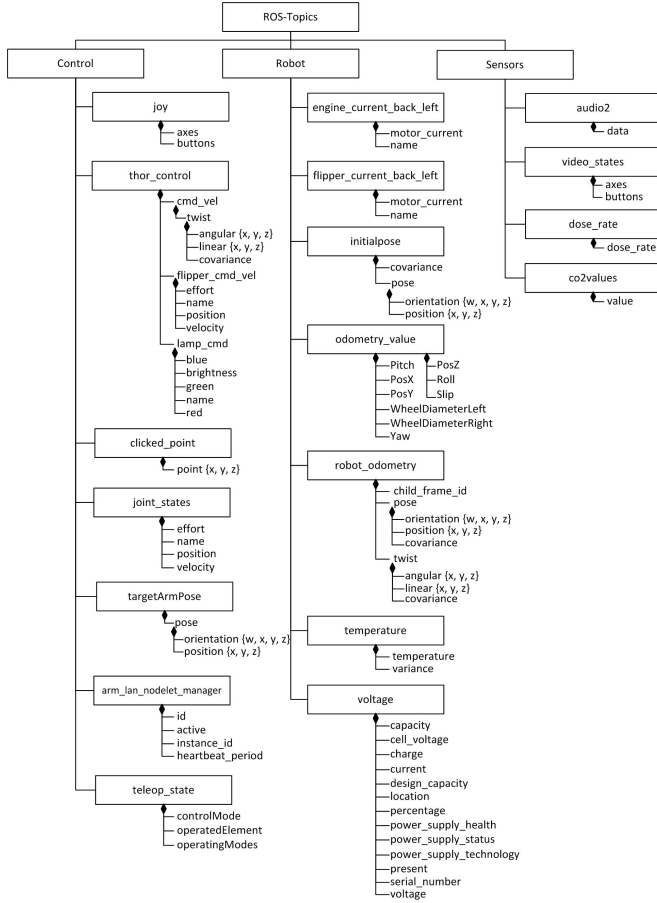 ROS-Topics
Control
joy
axes
buttons
thor_control
cmd_vel
twist
angular {x, y, z}
linear {x, y, z}
covariance
flipper_cmd_vel
effort
name
position
velocity
lamp_cmd
blue
brightness
green
name
red
clicked_point
point {x, y, z}
joint_states
effort
name
position
velocity
targetArmPose
pose
orientation {w, x, y, z}
position {x, y, z}
arm_lan_nodelet_manager
id
active
instance_id
heartbeat_period
teleop_state
controlMode
operatedElement
operatingModes
Robot
engine_current_back_left
motor_current
name
flipper_current_back_left
motor_current
name
initialpose
covariance
pose
orientation {w, x, y, z}
position {x, y, z}
odometry_value
Pitch
PosX
PosY
WheelDiameterLeft
WheelDiameterRight
Yaw
PosZ
Roll
Slip
robot_odometry
child_frame_id
pose
orientation {w, x, y, z}
position {x, y, z}
covariance
twist
angular {x, y, z}
linear {x, y, z}
covariance
temperature
temperature
variance
voltage
capacity
cell_voltage
charge
current
design_capacity
location
percentage
power_supply_health
power_supply_status
power_supply_technology
present
serial_number
voltage
Sensors
audio2
data
video_states
axes
buttons
dose_rate
dose_rate
co2values
value